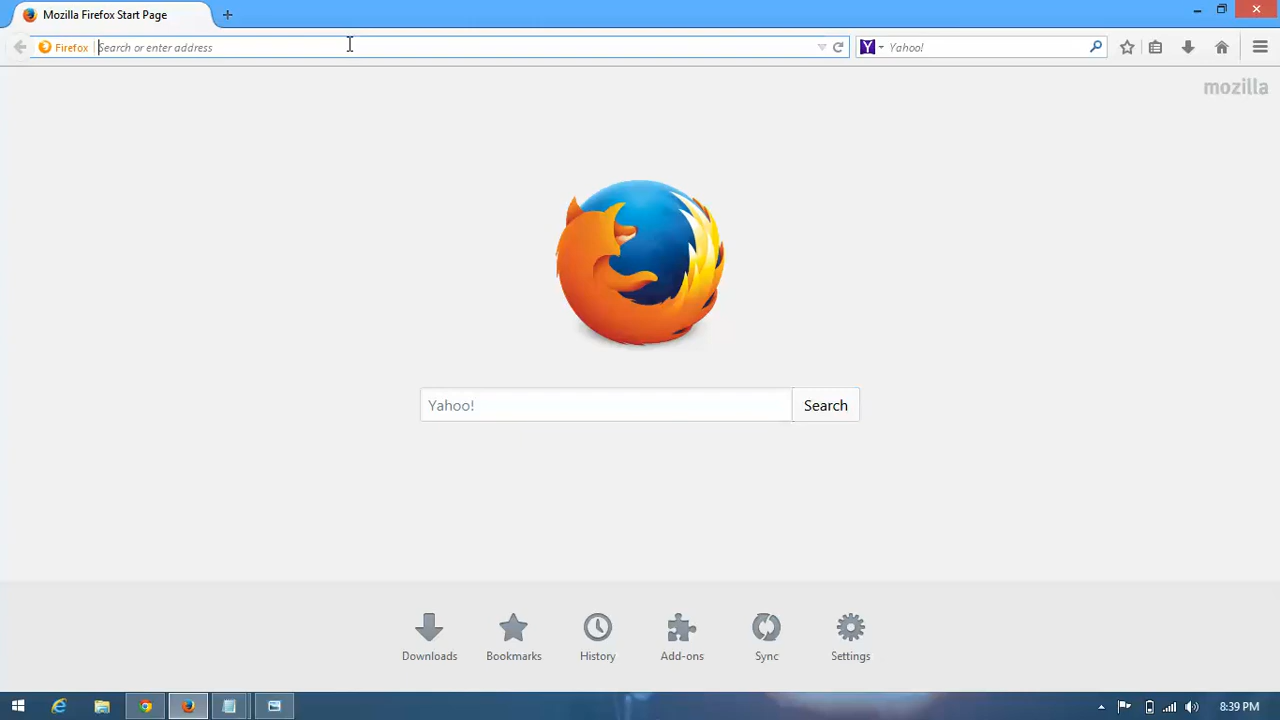 Mozilla Firefox Start Page
Firefox Search or enter address
Yahoo!
mozilla
Yahoo! Search
Downloads Bookmarks History Add-ons Sync Settings
8:39 PM